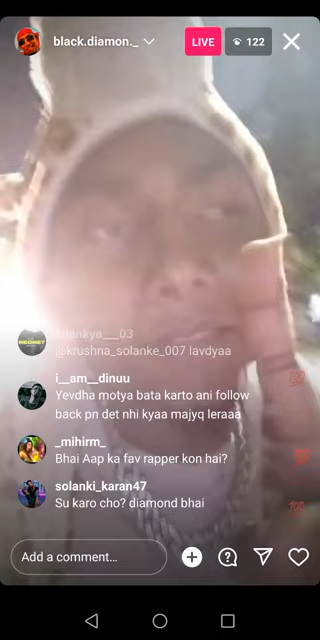 black.diamon._
LIVE
122
_03
@krushna_solanke_007 lavdyaa
i__am__dinuu
Yevdha motya bata karto ani follow
back pn det nhi kyaa majyq leraaa
_mihirm_
Bhai Aap ka fav rapper kon hai?
solanki_karan47
Su karo cho? diamond bhai
Add a comment...